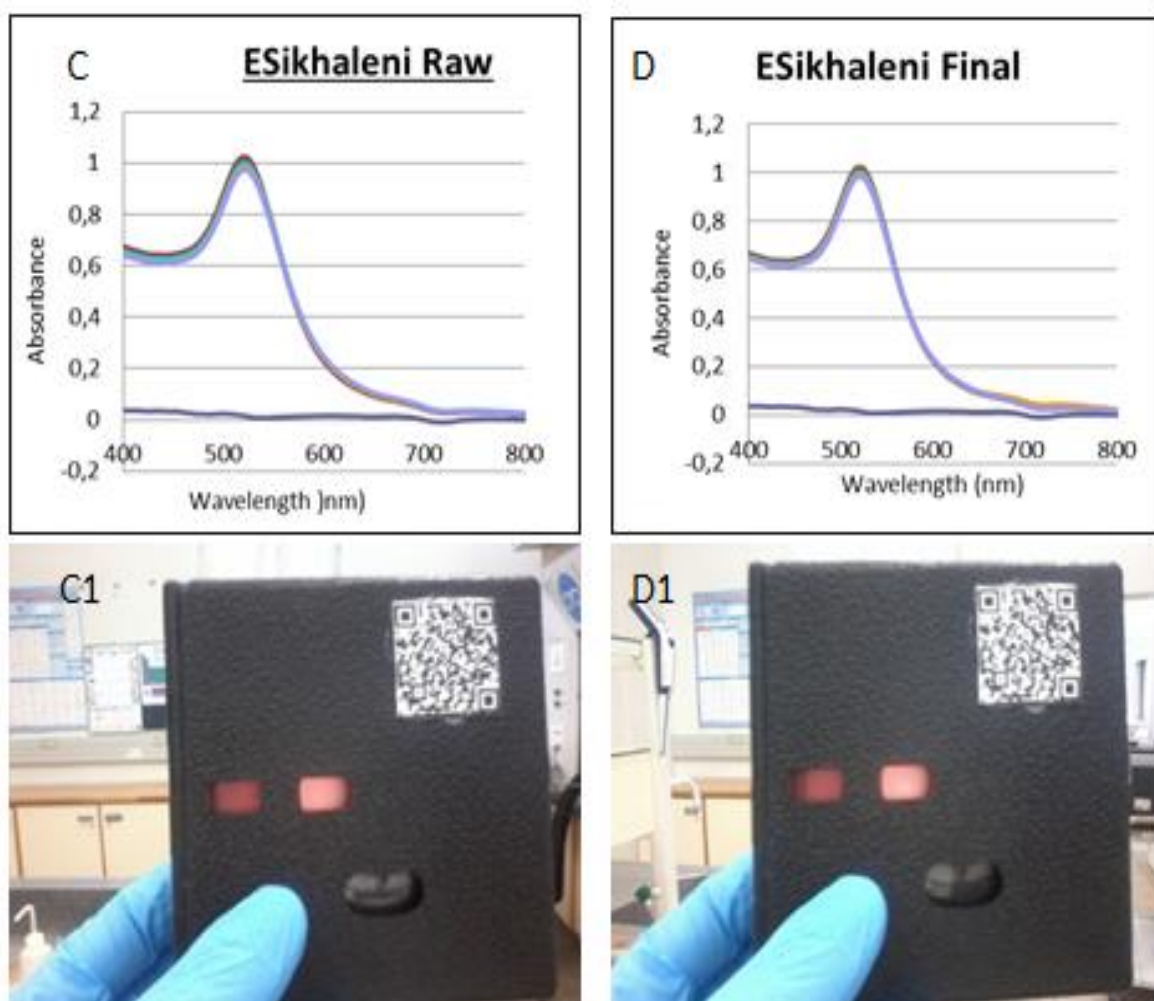 C
ESikhaleni Raw
1,2
1
0,8
0,6
0,4
0,2
0
-0,2
400
500
600
700
800
Absorbance
Wavelength )nm)
D
ESikhaleni Final
1,2
1
0,8
0,6
0,4
0,2
0
-0,2
400
500
600
700
800
Absorbance
Wavelength (nm)
C1
D1